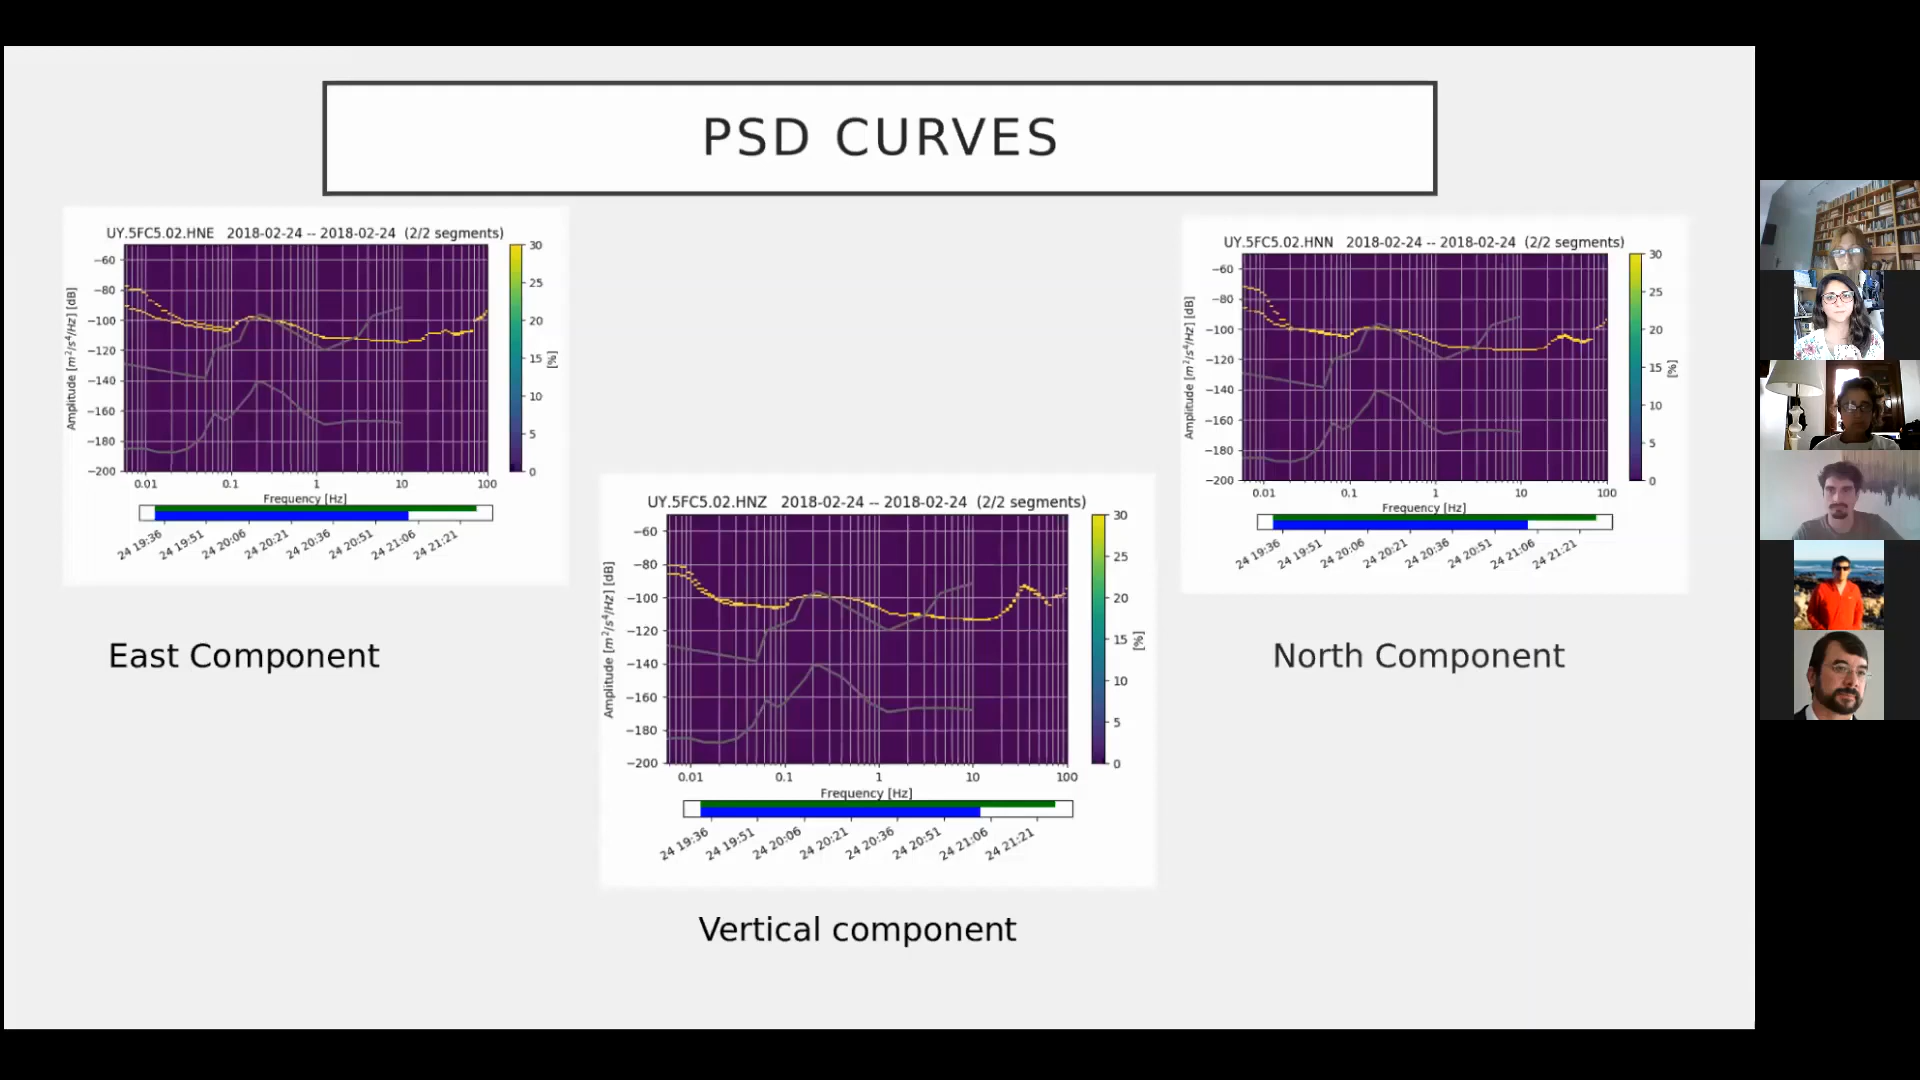 PSD CURVES
UY.5FC5.02.HNE 2018-02-24 -- 2018-02-24 (2/2 segments)
Amplitude [m²/s⁴/Hz] [dB]
−60
−80
−100
−120
−140
−160
−180
−200
0.01 0.1 1 10 100
Frequency [Hz]
30
25
20
15
10
5
0
[%]
24 19:36 24 19:51 24 20:06 24 20:21 24 20:36 24 20:51 24 21:06 24 21:21
East Component
UY.5FC5.02.HNZ 2018-02-24 -- 2018-02-24 (2/2 segments)
Amplitude [m²/s⁴/Hz] [dB]
−60
−80
−100
−120
−140
−160
−180
−200
0.01 0.1 1 10 100
Frequency [Hz]
30
25
20
15
10
5
0
[%]
24 19:36 24 19:51 24 20:06 24 20:21 24 20:36 24 20:51 24 21:06 24 21:21
Vertical component
UY.5FC5.02.HNN 2018-02-24 -- 2018-02-24 (2/2 segments)
Amplitude [m²/s⁴/Hz] [dB]
−60
−80
−100
−120
−140
−160
−180
−200
0.01 0.1 1 10 100
Frequency [Hz]
30
25
20
15
10
5
0
[%]
24 19:36 24 19:51 24 20:06 24 20:21 24 20:36 24 20:51 24 21:06 24 21:21
North Component